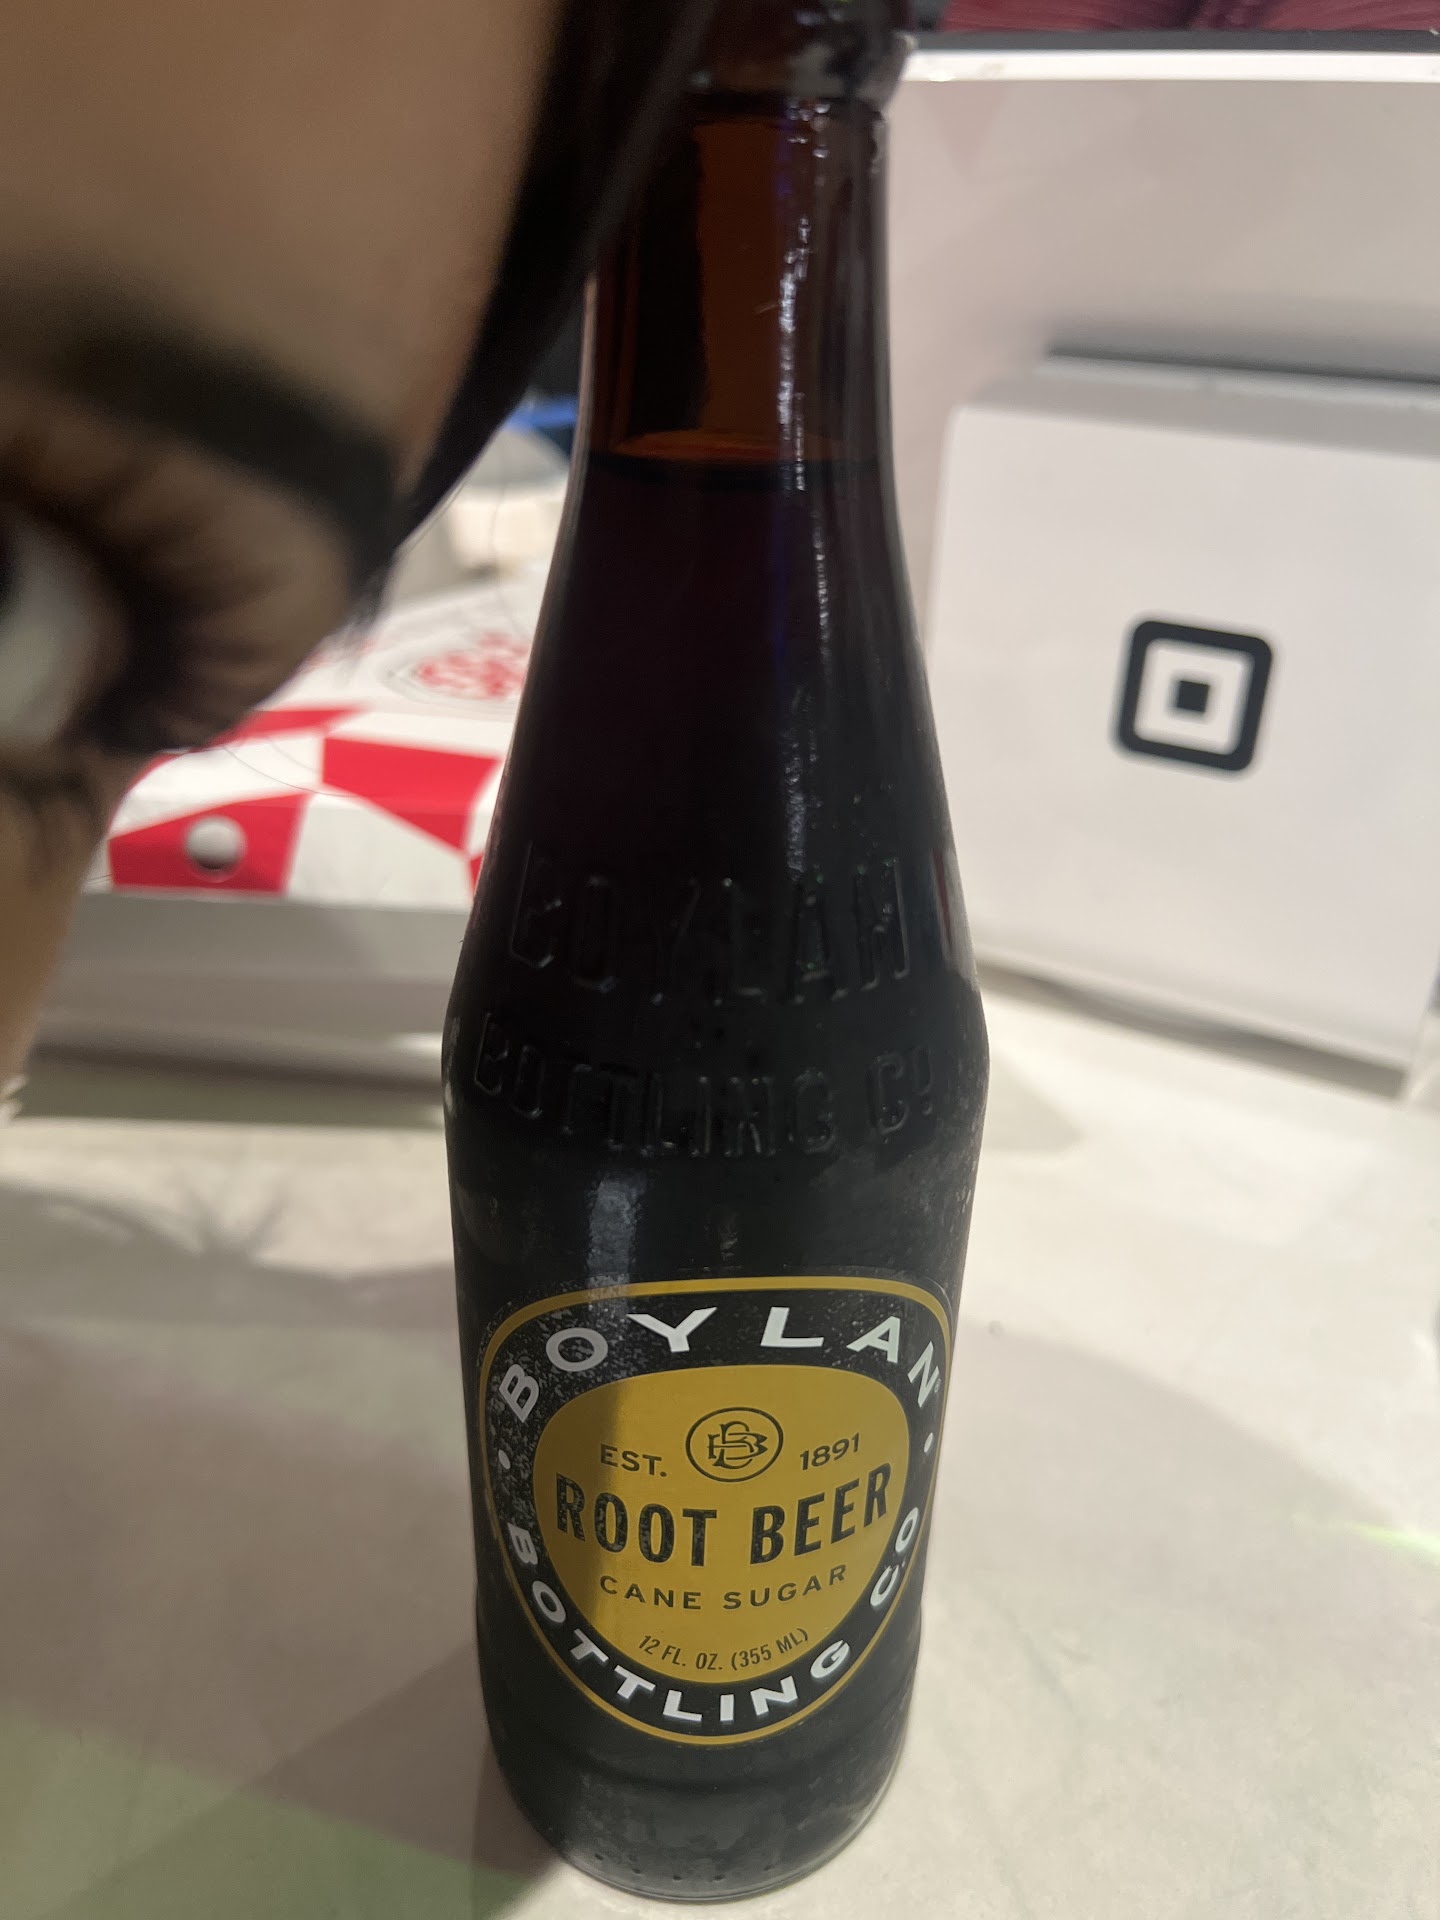 BOYLAN
BOTTLING Co.
BOYLAN®
EST. 1891
ROOT BEER
CANE SUGAR
12 FL. OZ. (355 ML)
BOTTLING CO.